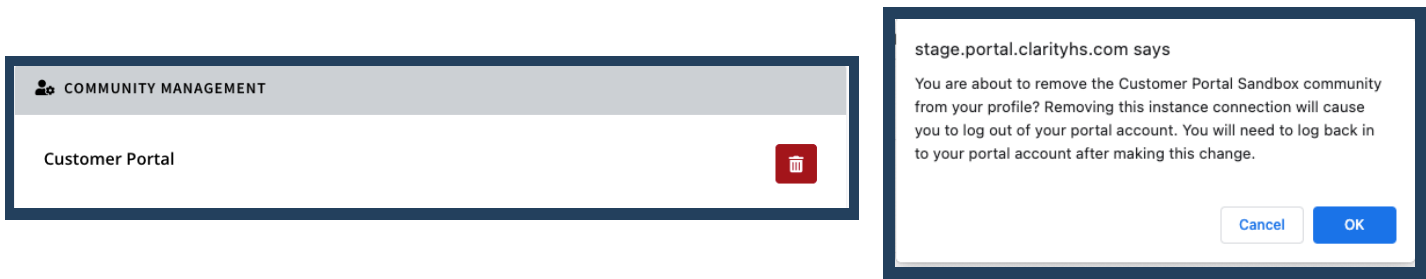 COMMUNITY MANAGEMENT
Customer Portal
stage.portal.clarityhs.com says
You are about to remove the Customer Portal Sandbox community
from your profile? Removing this instance connection will cause
you to log out of your portal account. You will need to log back in
to your portal account after making this change.
Cancel
OK